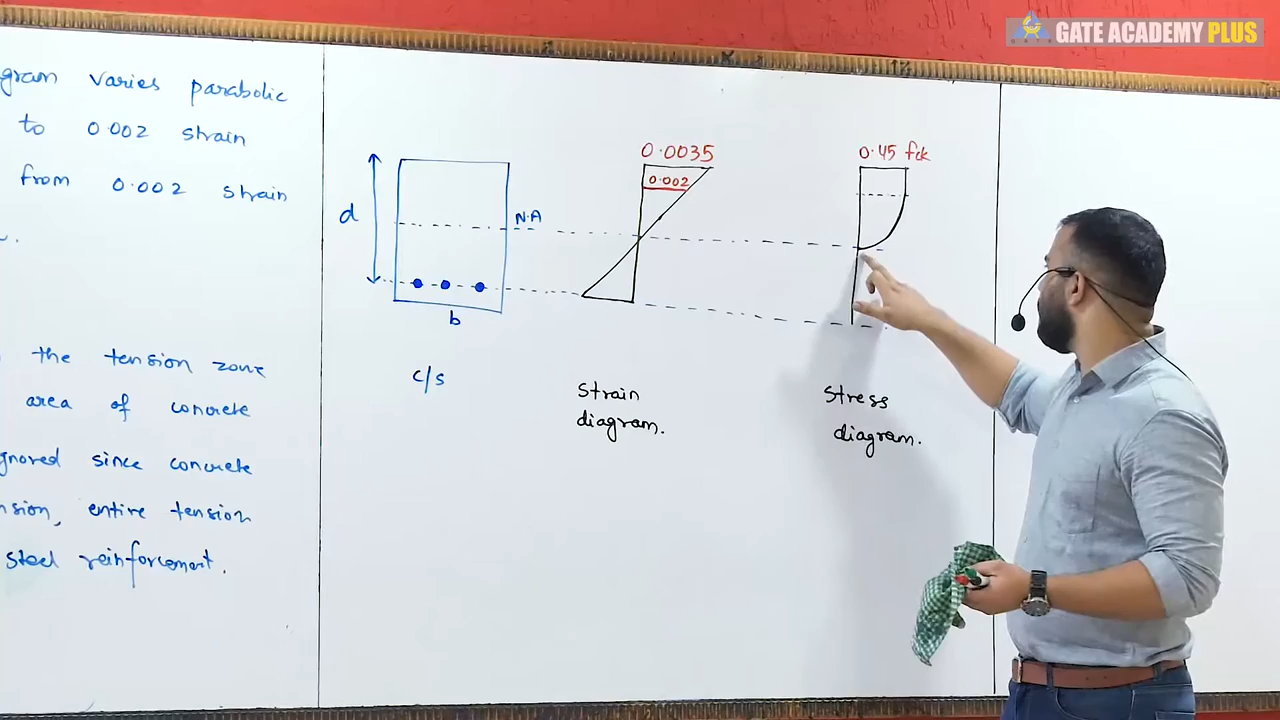 GATE ACADEMY PLUS
gram varies parabolic
to 0.002 strain
from 0.002 strain
the tension zone
area of concrete
gnored since concrete
nsion, entire tension
steel reinforcement.
d
N.A
b
c/s
0.0035
0.002
strain
diagram.
0.45 fck
stress
diagram.